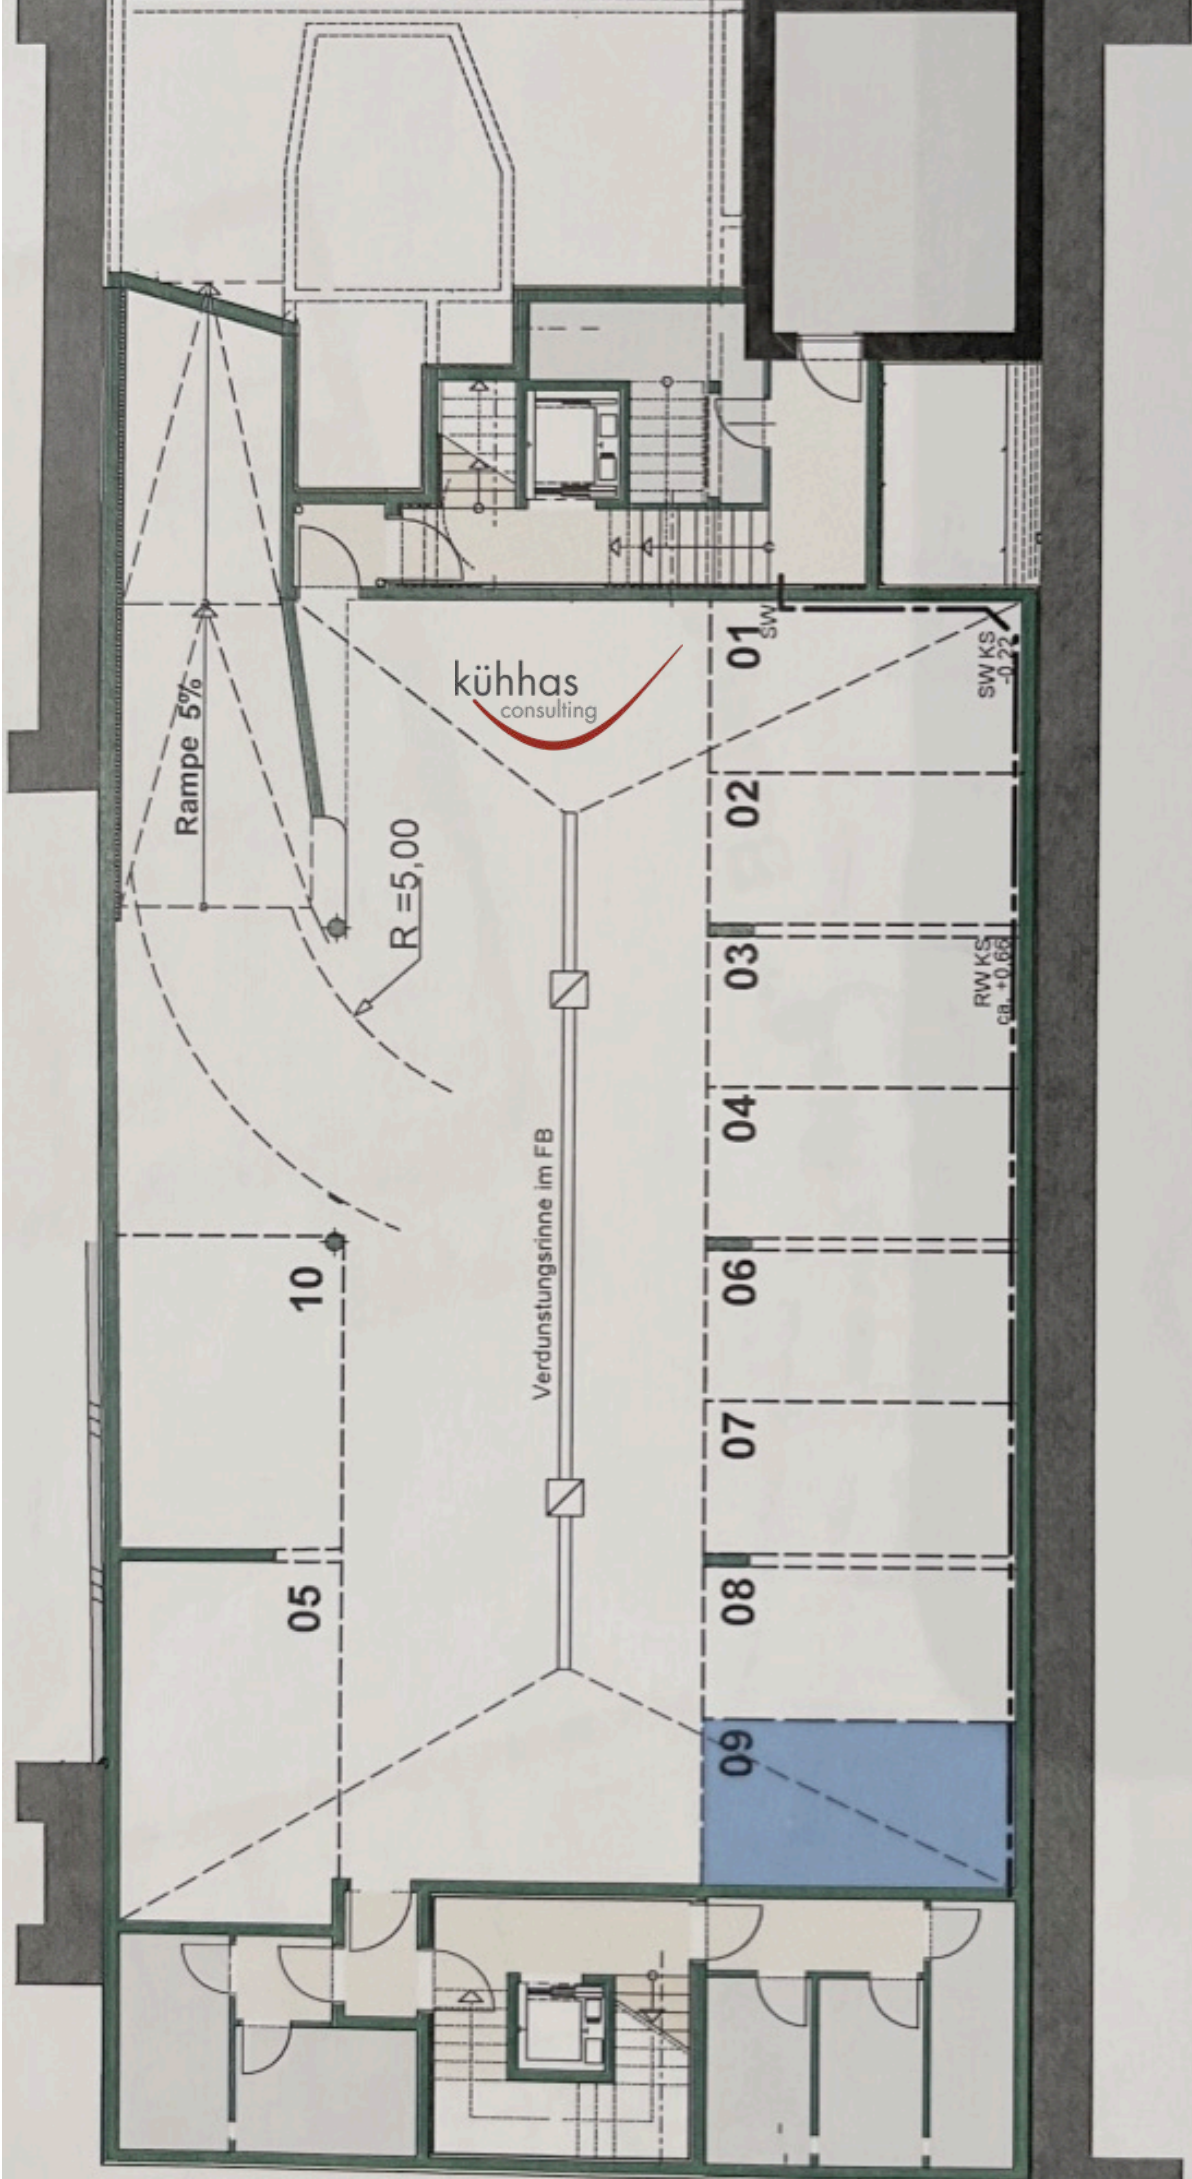 Rampe 5%
kühhas
consulting
R =5,00
Verdunstungsrinne im FB
01
SW
SW KS
-0.22
02
03
RW KS
ca. +0.66
04
06
07
08
09
10
05